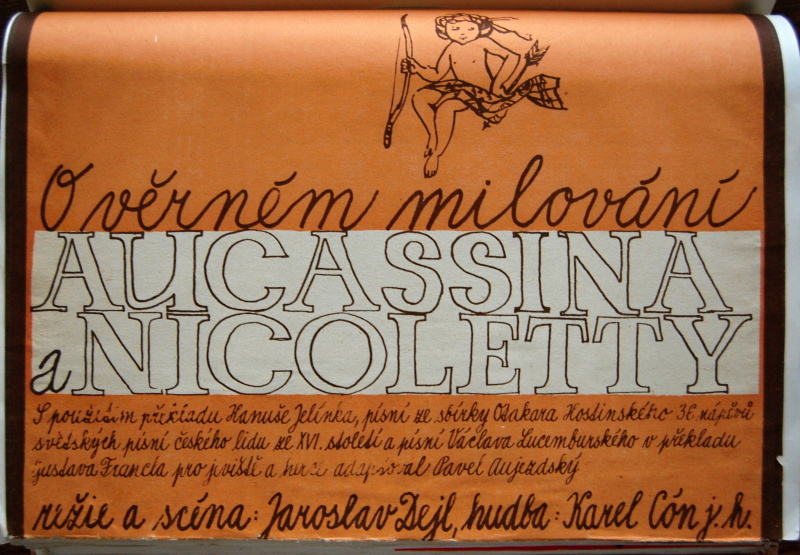 O věrném milování
AUCASSINA
a NICOLETTY
S použitím překladu Hanuše Jelínka, písní ze sbírky Otakara Hostinského 36 nápěvů
světských písní českého lidu ze XVI. století a písní Václava Lucemburského v překladu
Gustava Francla pro jeviště a herce adaptoval Pavel Aujezdský
režie a scéna: Jaroslav Dejl, hudba: Karel Cón j. h.